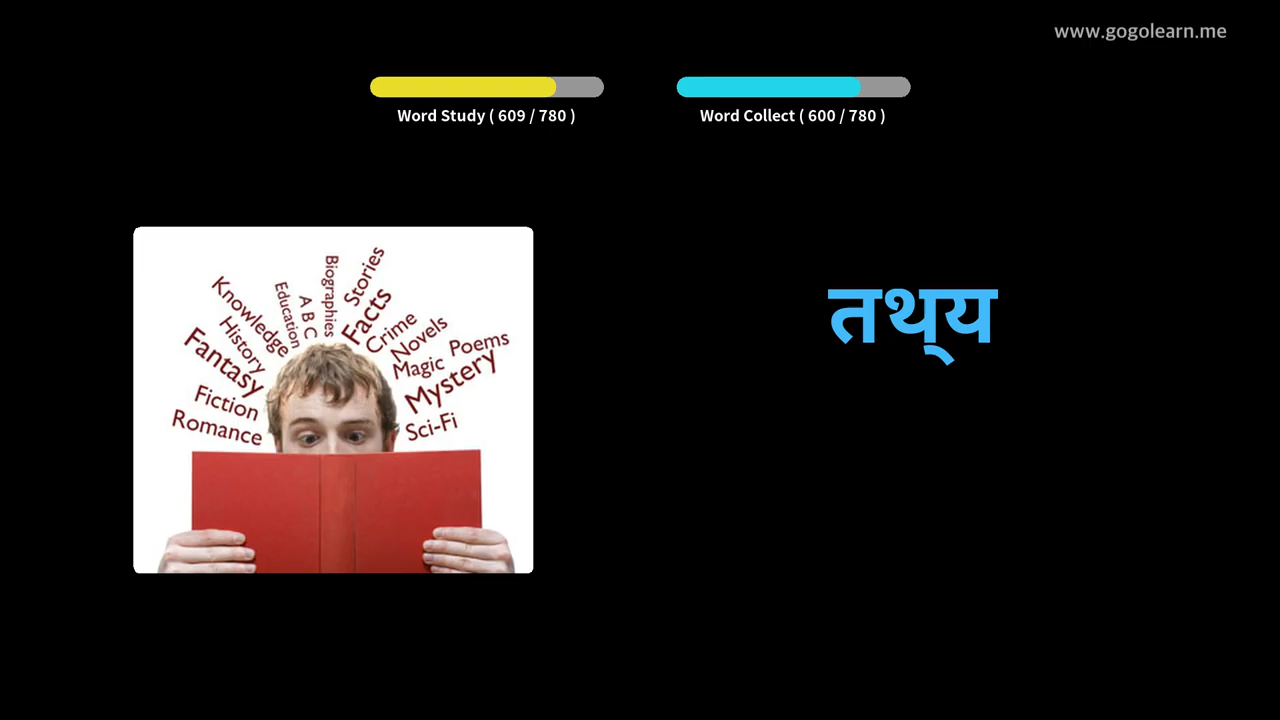 www.gogolearn.me
Word Study ( 609 / 780 )
Word Collect ( 600 / 780 )
Biographies
Stories
Education
A B C
Facts
Knowledge
Crime
History
Novels
Poems
Fantasy
Magic
Mystery
Fiction
Romance
Sci-Fi
तथ्‌य